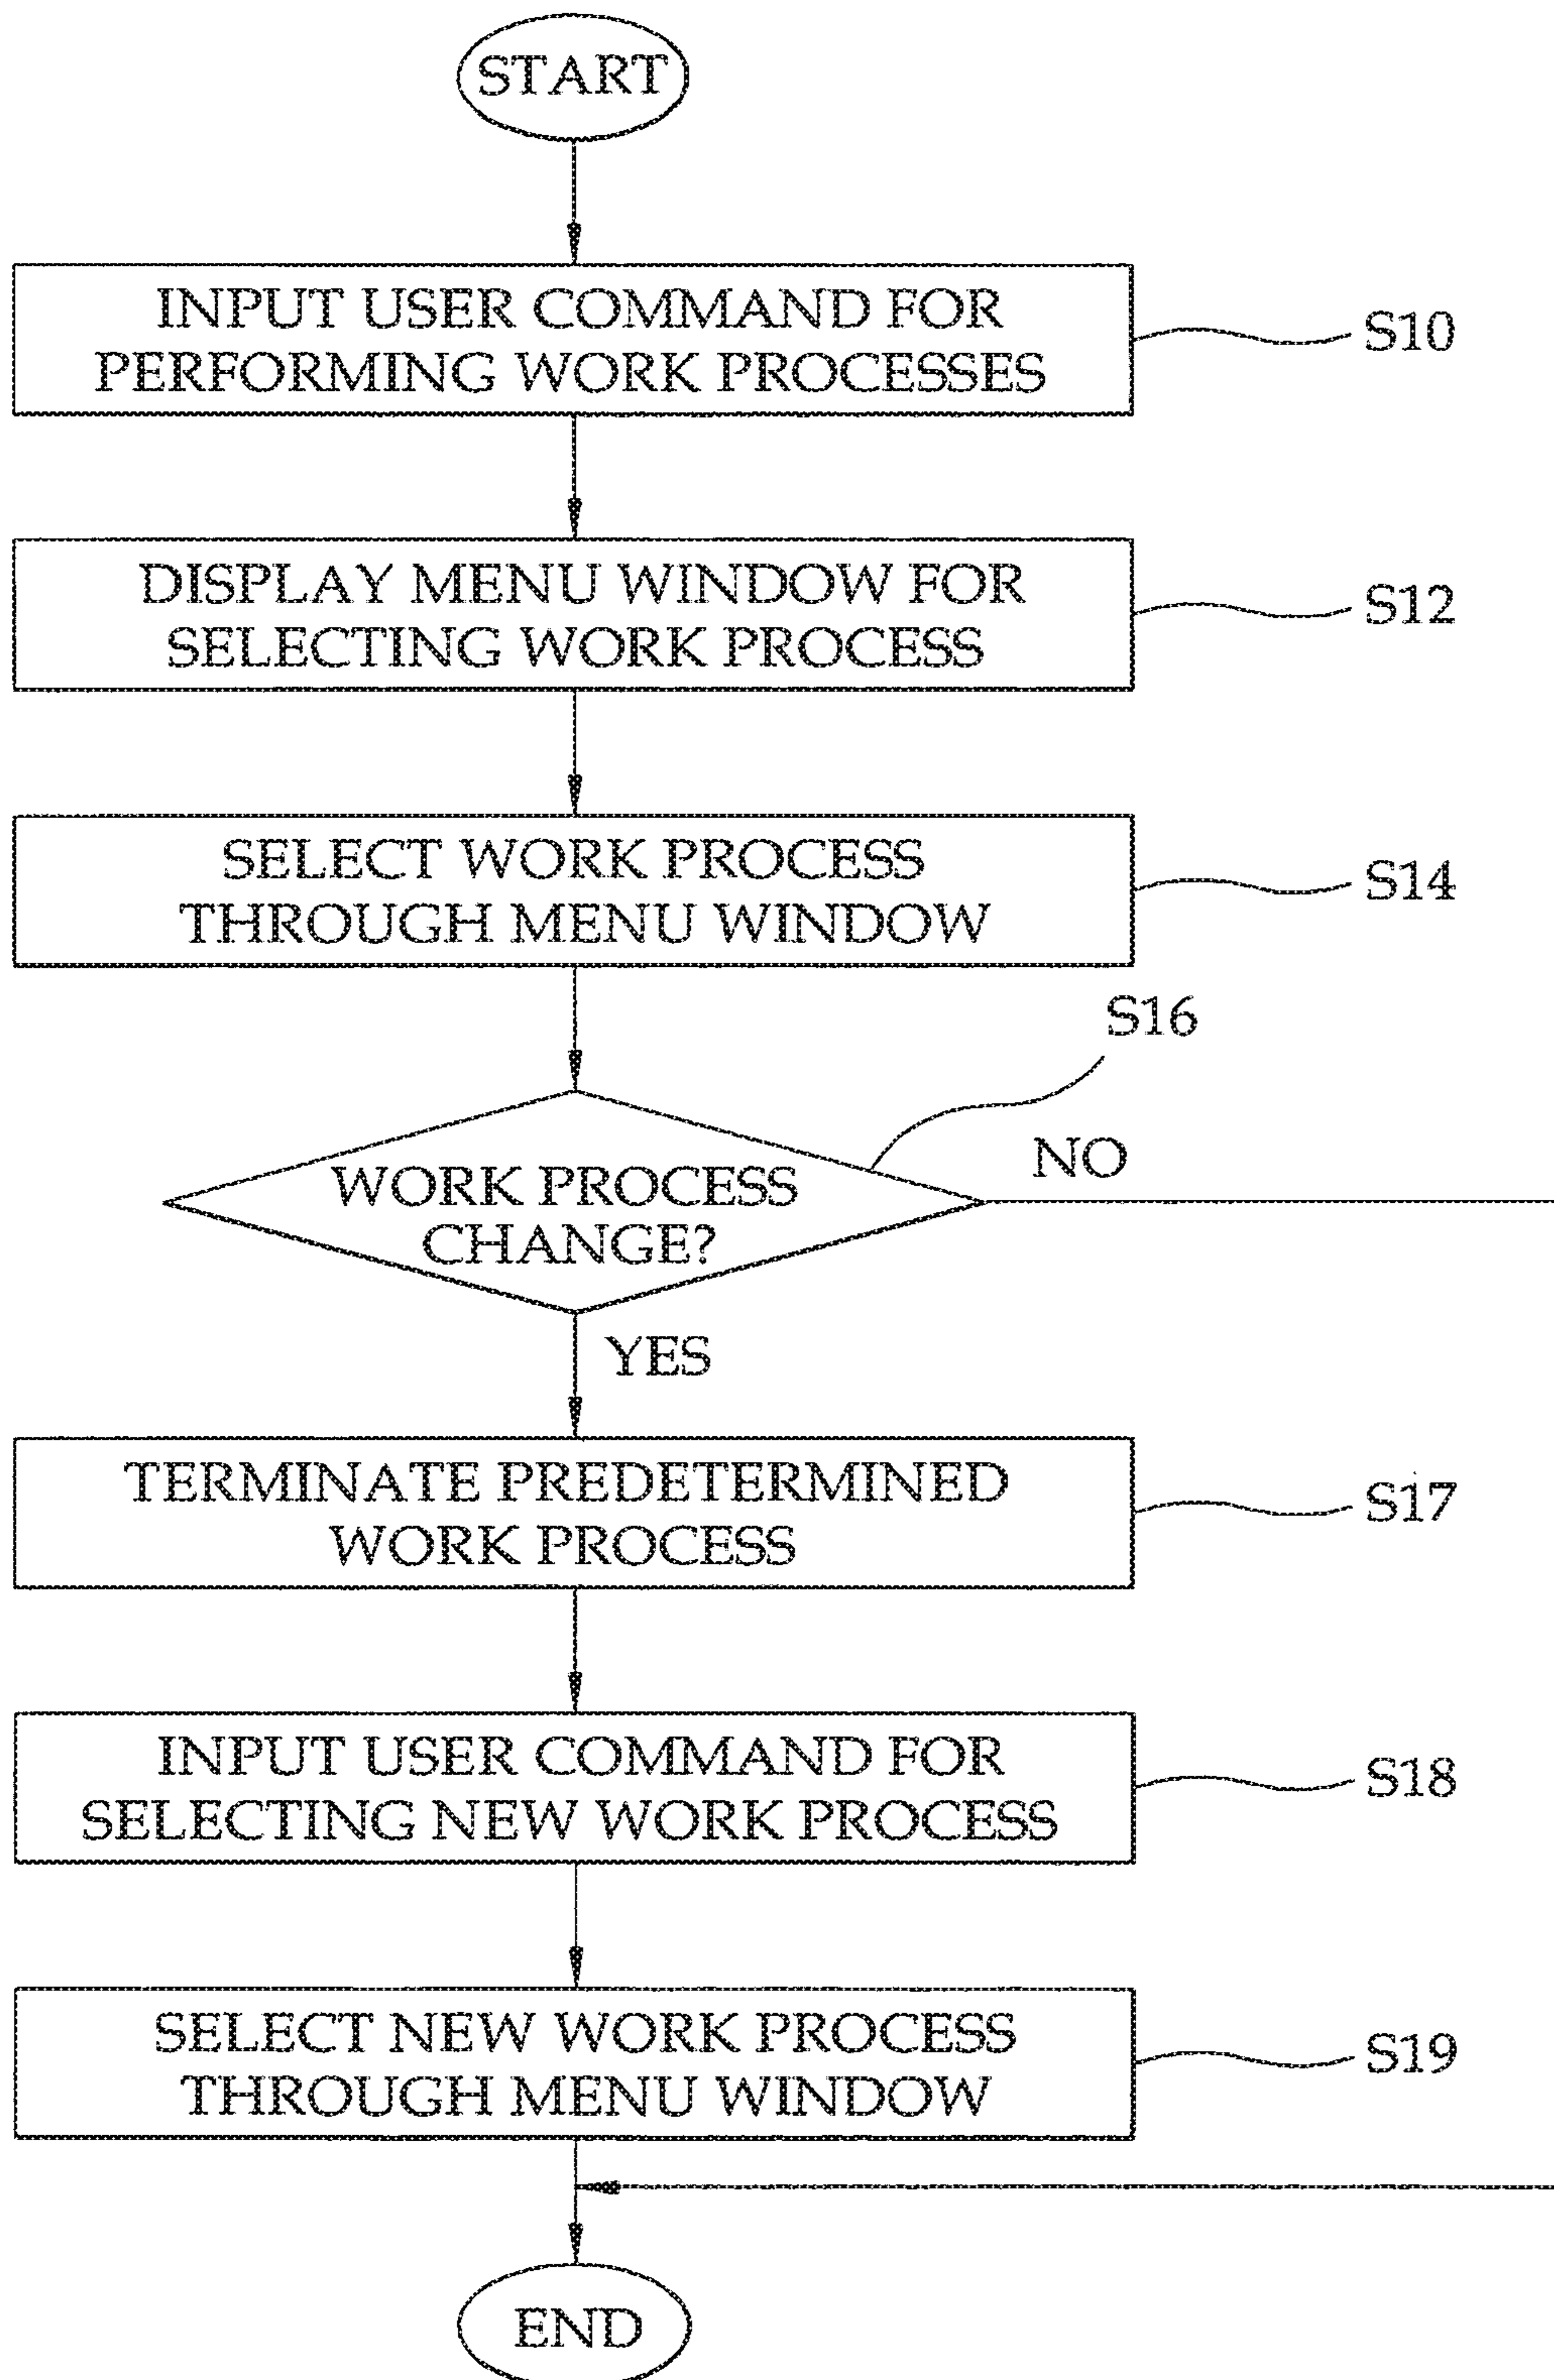 START
INPUT USER COMMAND FOR
PERFORMING WORK PROCESSES
S10
DISPLAY MENU WINDOW FOR
SELECTING WORK PROCESS
S12
SELECT WORK PROCESS
THROUGH MENU WINDOW
S14
S16
WORK PROCESS
CHANGE?
NO
YES
TERMINATE PREDETERMINED
WORK PROCESS
S17
INPUT USER COMMAND FOR
SELECTING NEW WORK PROCESS
S18
SELECT NEW WORK PROCESS
THROUGH MENU WINDOW
S19
END